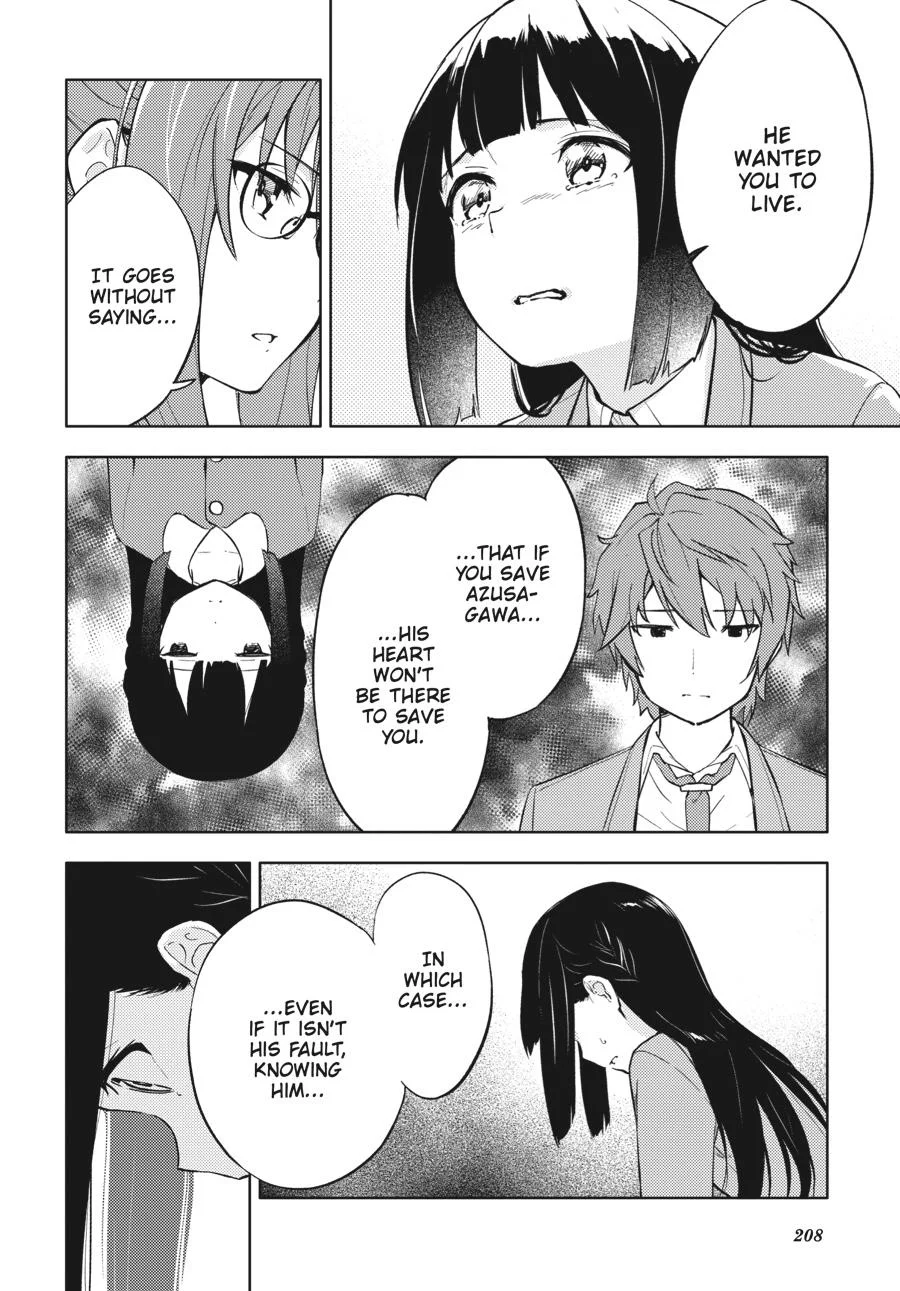 HE
WANTED
YOU TO
LIVE.
IT GOES
WITHOUT
SAYING...
...THAT IF
YOU SAVE
AZUSA-
GAWA...
...HIS
HEART
WON'T
BE THERE
TO SAVE
YOU.
IN
WHICH
CASE...
...EVEN
IF IT ISN'T
HIS FAULT,
KNOWING
HIM...
208